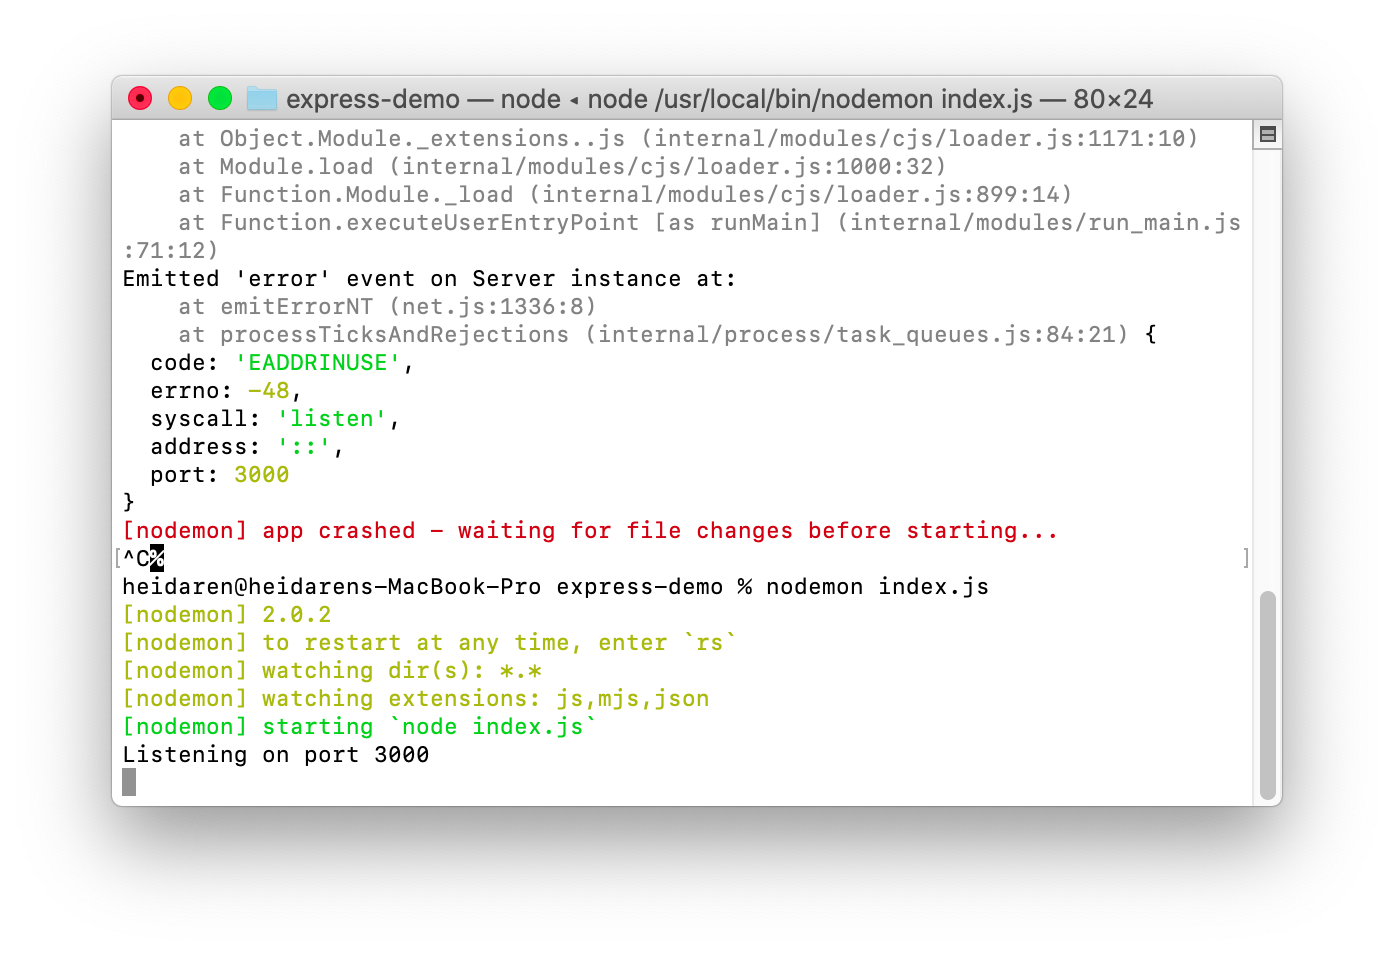 express-demo — node ◂ node /usr/local/bin/nodemon index.js — 80×24
at Object.Module._extensions..js (internal/modules/cjs/loader.js:1171:10)
at Module.load (internal/modules/cjs/loader.js:1000:32)
at Function.Module._load (internal/modules/cjs/loader.js:899:14)
at Function.executeUserEntryPoint [as runMain] (internal/modules/run_main.js
:71:12)
Emitted 'error' event on Server instance at:
at emitErrorNT (net.js:1336:8)
at processTicksAndRejections (internal/process/task_queues.js:84:21) {
code: 'EADDRINUSE',
errno: -48,
syscall: 'listen',
address: '::',
port: 3000
}
[nodemon] app crashed - waiting for file changes before starting...
[^C% ]
heidaren@heidarens-MacBook-Pro express-demo % nodemon index.js
[nodemon] 2.0.2
[nodemon] to restart at any time, enter `rs`
[nodemon] watching dir(s): *.*
[nodemon] watching extensions: js,mjs,json
[nodemon] starting `node index.js`
Listening on port 3000